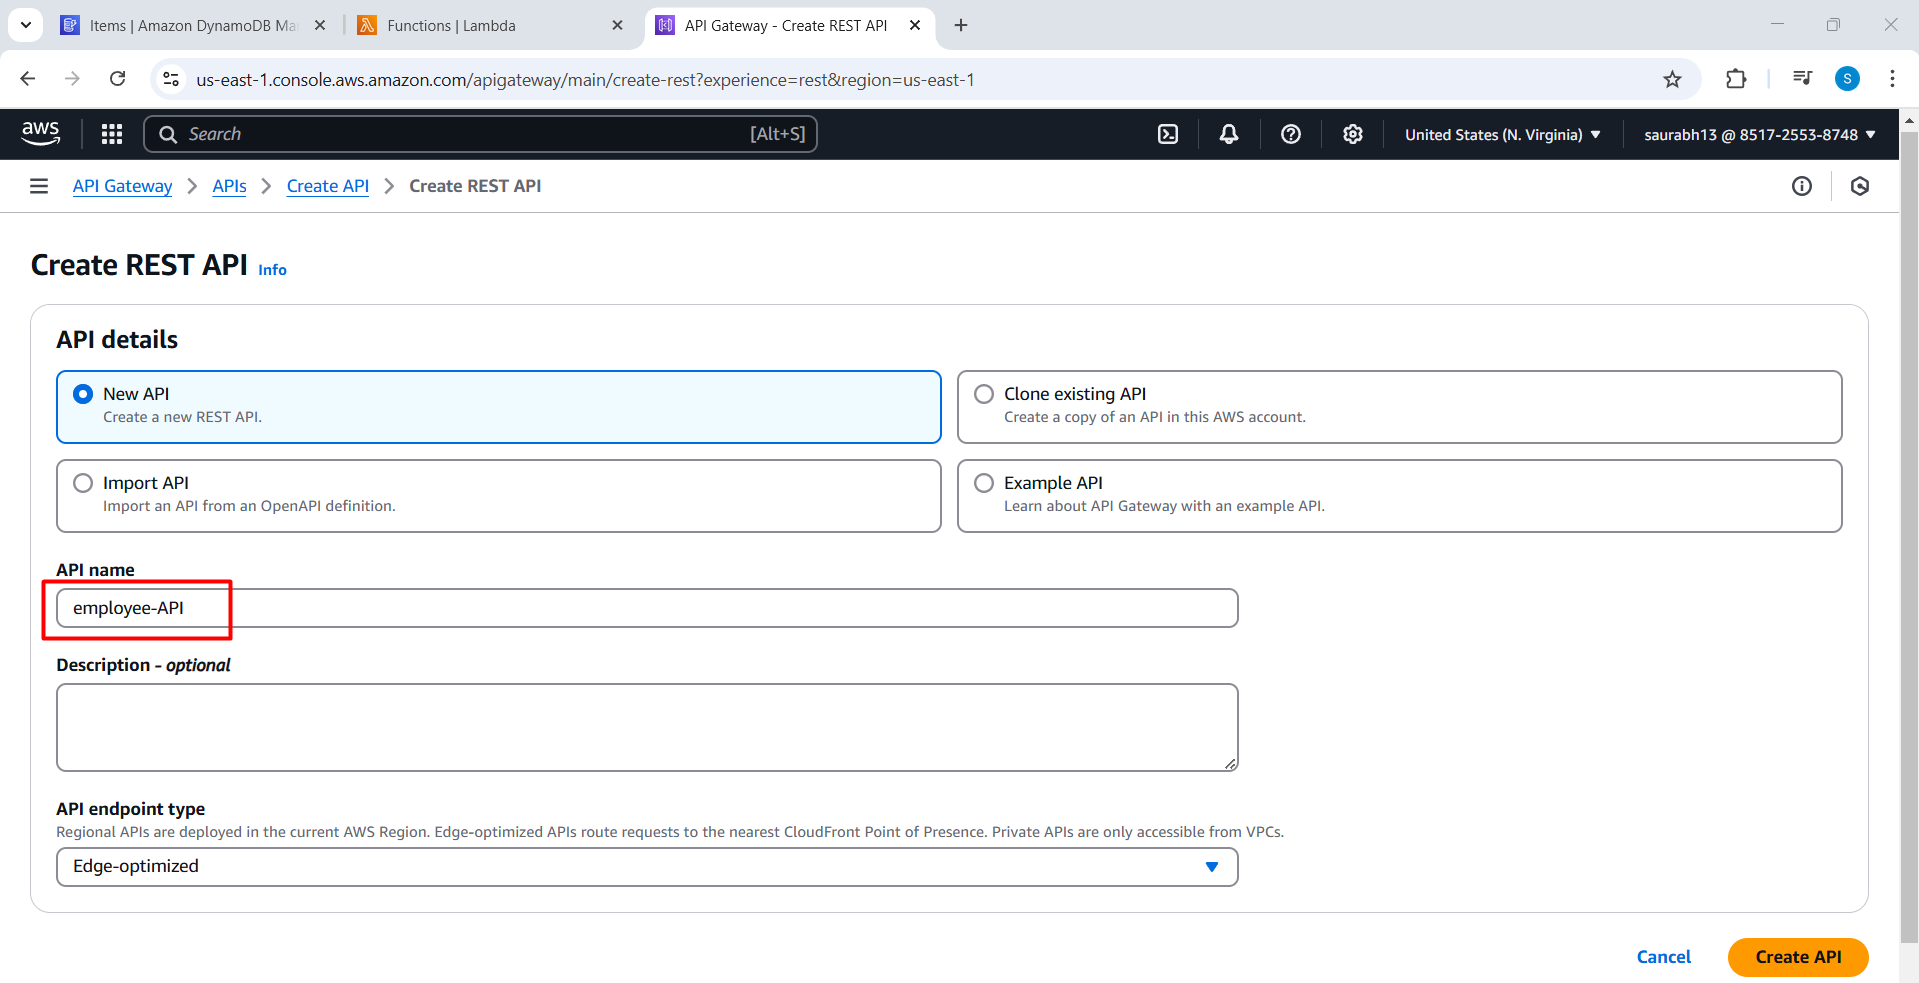 Items | Amazon DynamoDB Ma
Functions | Lambda
API Gateway - Create REST API
us-east-1.console.aws.amazon.com/apigateway/main/create-rest?experience=rest&region=us-east-1
S
aws
Search
[Alt+S]
United States (N. Virginia)
saurabh13 @ 8517-2553-8748
API Gateway
APIs
Create API
Create REST API
Create REST API Info
API details
New API
Create a new REST API.
Clone existing API
Create a copy of an API in this AWS account.
Import API
Import an API from an OpenAPI definition.
Example API
Learn about API Gateway with an example API.
API name
employee-API
Description - optional
API endpoint type
Regional APIs are deployed in the current AWS Region. Edge-optimized APIs route requests to the nearest CloudFront Point of Presence. Private APIs are only accessible from VPCs.
Edge-optimized
Cancel
Create API